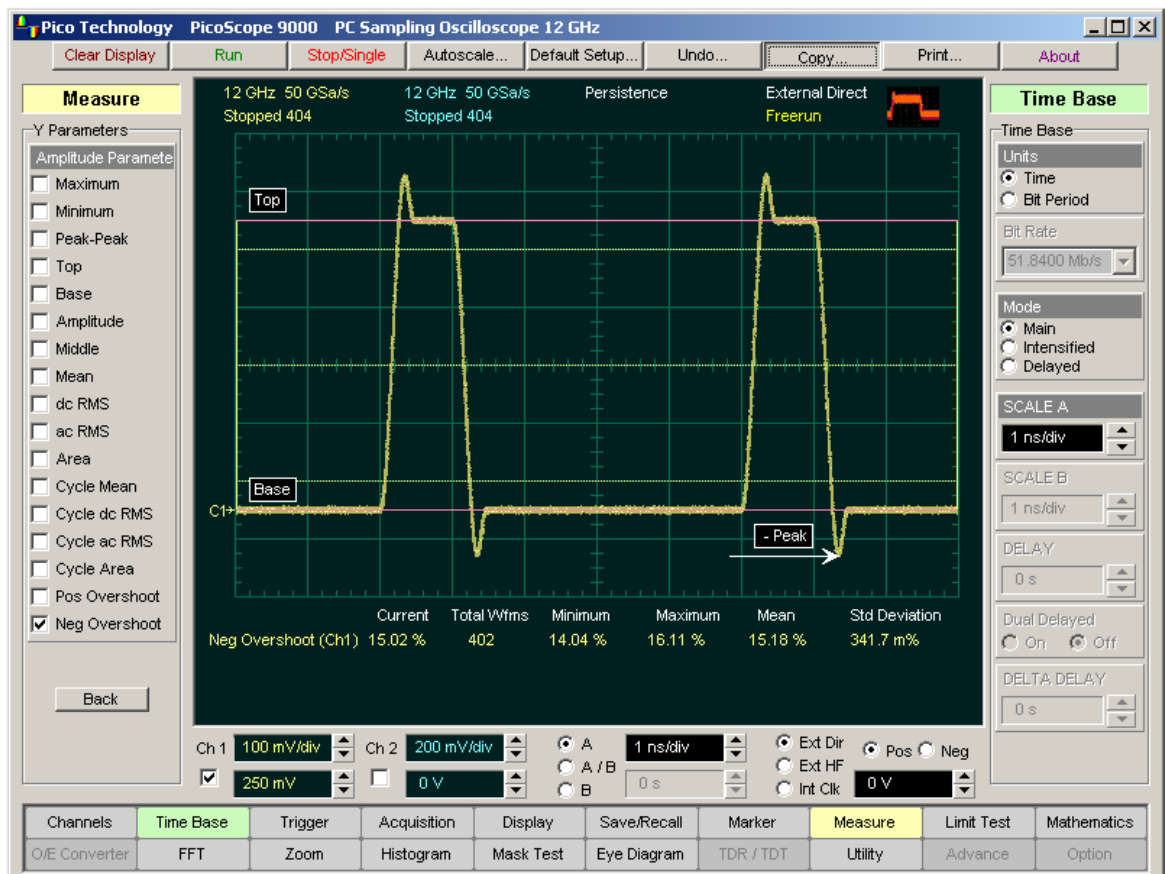 Pico Technology PicoScope 9000 PC Sampling Oscilloscope 12 GHz
Clear Display Run Stop/Single Autoscale... Default Setup... Undo... Copy... Print... About
Measure
Y Parameters
Amplitude Paramete
Maximum
Minimum
Peak-Peak
Top
Base
Amplitude
Middle
Mean
dc RMS
ac RMS
Area
Cycle Mean
Cycle dc RMS
Cycle ac RMS
Cycle Area
Pos Overshoot
Neg Overshoot
Back
12 GHz 50 GSa/s 12 GHz 50 GSa/s Persistence External Direct
Stopped 404 Stopped 404 Freerun
Top
Base
C1
- Peak
Current Total Wfms Minimum Maximum Mean Std Deviation
Neg Overshoot (Ch1) 15.02 % 402 14.04 % 16.11 % 15.18 % 341.7 m%
Time Base
Time Base
Units
Time
Bit Period
Bit Rate
51.8400 Mb/s
Mode
Main
Intensified
Delayed
SCALE A
1 ns/div
SCALE B
1 ns/div
DELAY
0 s
Dual Delayed
On Off
DELTA DELAY
0 s
Ch 1 100 mV/div Ch 2 200 mV/div A 1 ns/div Ext Dir Pos Neg
A / B Ext HF
250 mV 0 V B 0 s Int Clk 0 V
Channels Time Base Trigger Acquisition Display Save/Recall Marker Measure Limit Test Mathematics
O/E Converter FFT Zoom Histogram Mask Test Eye Diagram TDR / TDT Utility Advance Option